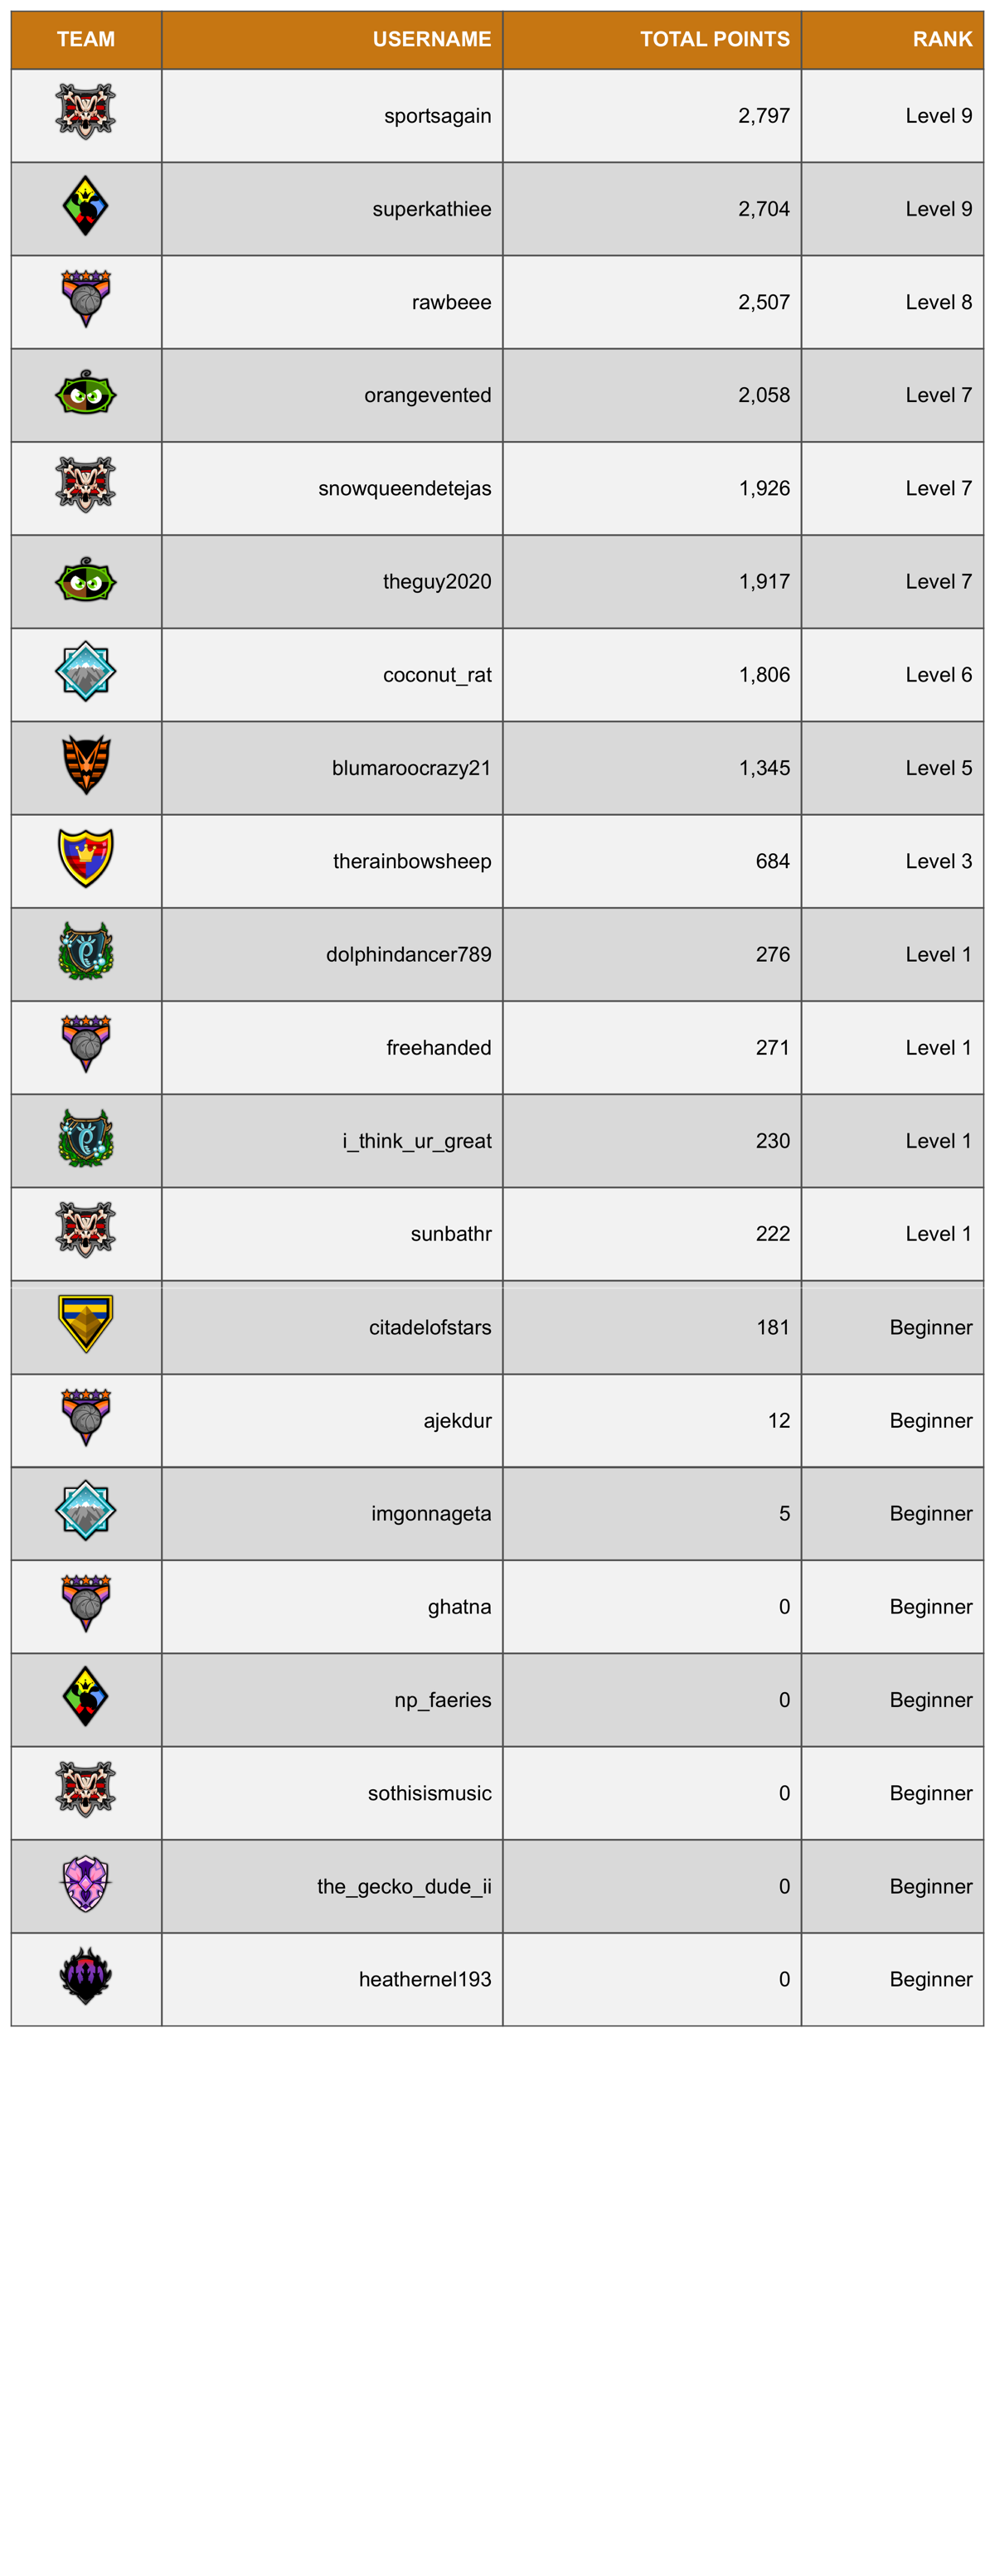 TEAM USERNAME TOTAL POINTS RANK
sportsagain 2,797 Level 9
superkathiee 2,704 Level 9
rawbeee 2,507 Level 8
orangevented 2,058 Level 7
snowqueendetejas 1,926 Level 7
theguy2020 1,917 Level 7
coconut_rat 1,806 Level 6
blumaroocrazy21 1,345 Level 5
therainbowsheep 684 Level 3
dolphindancer789 276 Level 1
freehanded 271 Level 1
i_think_ur_great 230 Level 1
sunbathr 222 Level 1
citadelofstars 181 Beginner
ajekdur 12 Beginner
imgonnageta 5 Beginner
ghatna 0 Beginner
np_faeries 0 Beginner
sothisismusic 0 Beginner
the_gecko_dude_ii 0 Beginner
heathernel193 0 Beginner